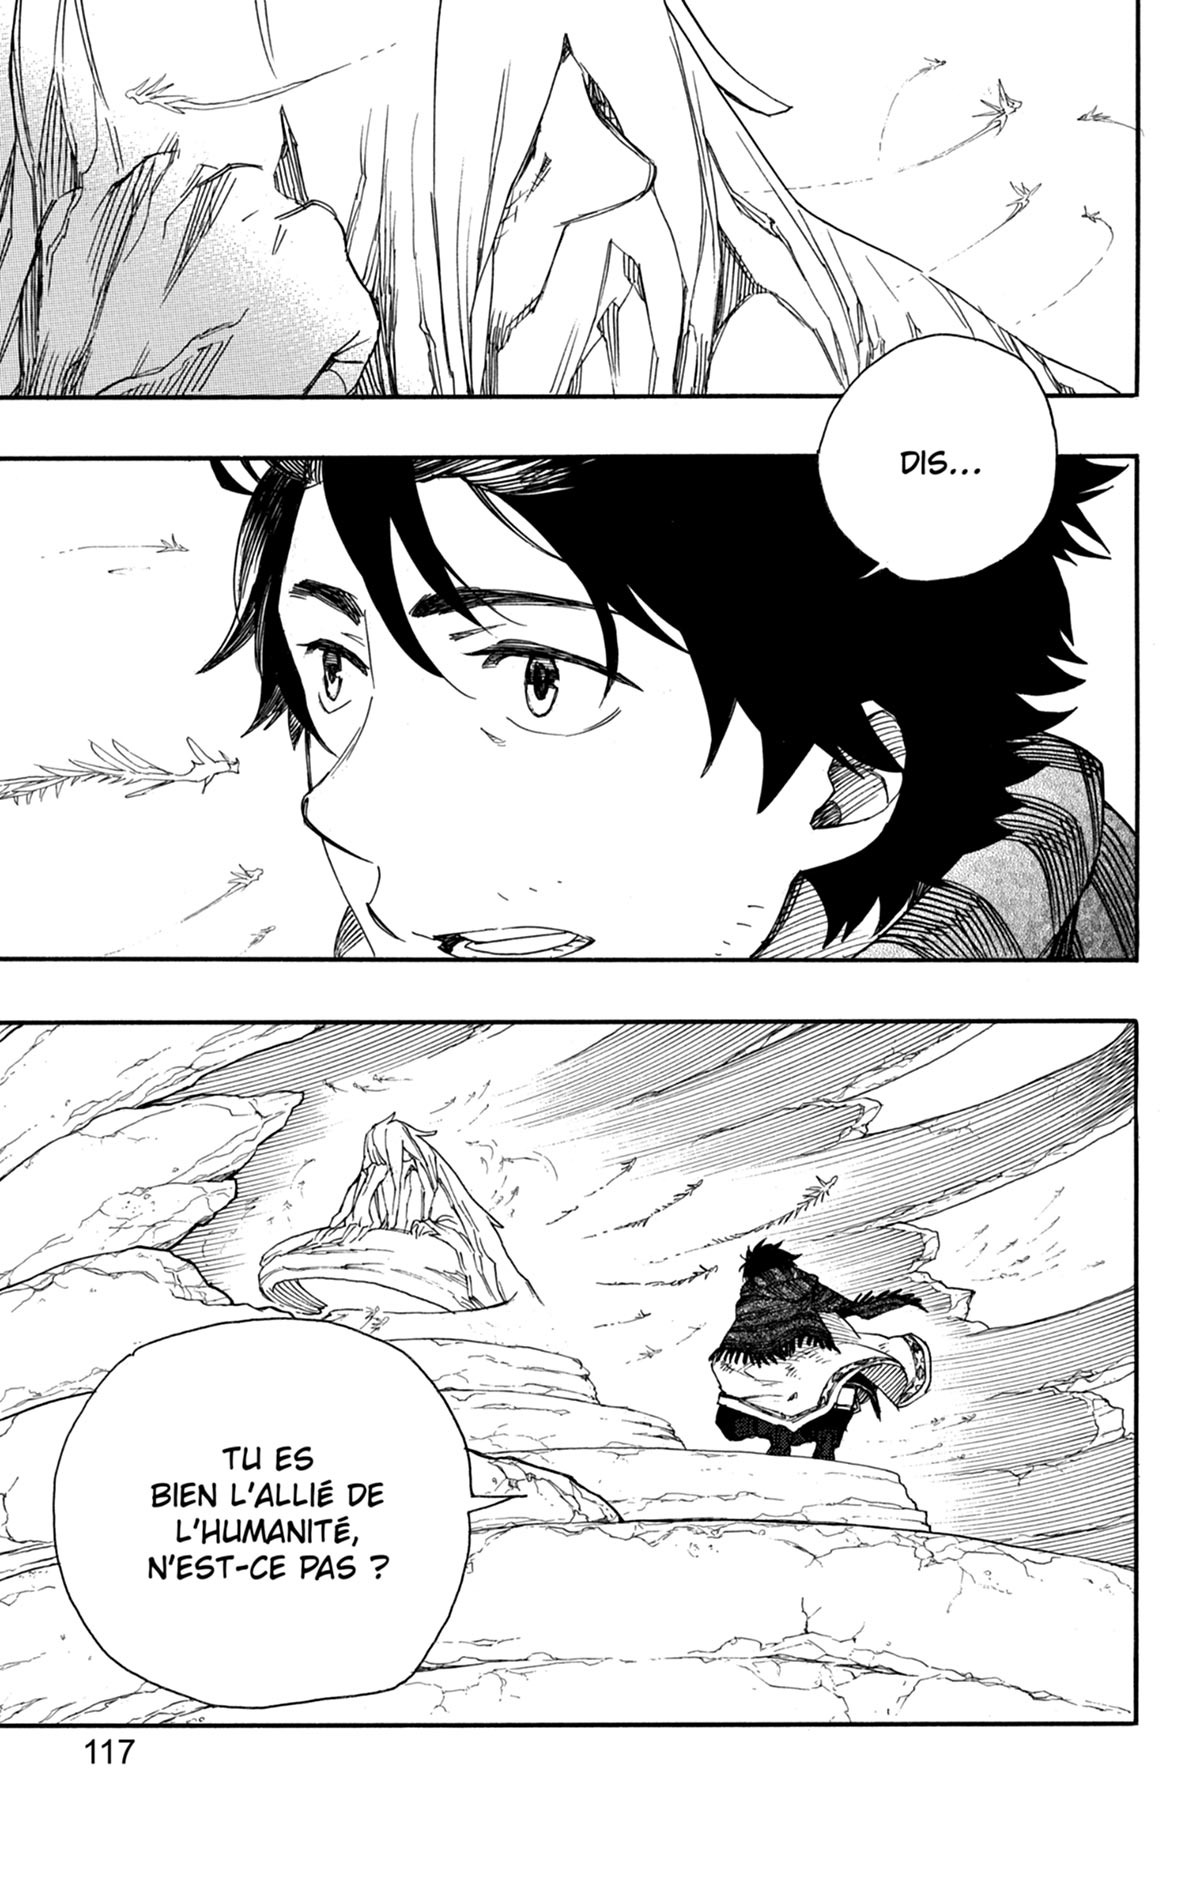 DIS...
TU ES
BIEN L'ALLIÉ DE
L'HUMANITÉ,
N'EST-CE PAS ?
117